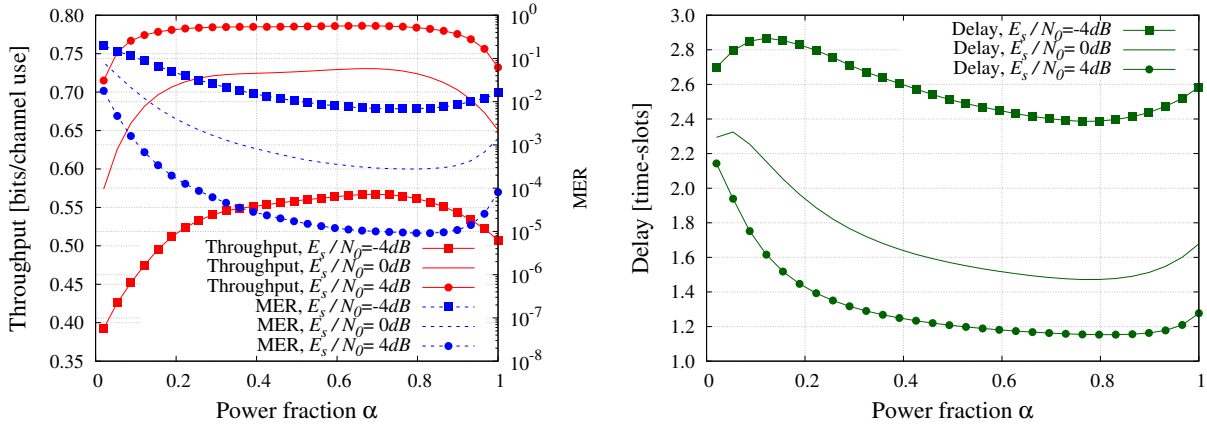 0.80
0.75
0.70
0.65
0.60
0.55
0.50
0.45
0.40
0.35
Throughput [bits/channel use]
10^0
10^-1
10^-2
10^-3
10^-4
10^-5
10^-6
10^-7
10^-8
MER
Throughput, E_s / N_0=-4dB
Throughput, E_s / N_0= 0dB
Throughput, E_s / N_0= 4dB
MER, E_s / N_0=-4dB
MER, E_s / N_0= 0dB
MER, E_s / N_0= 4dB
0 0.2 0.4 0.6 0.8 1
Power fraction α
3.0
2.8
2.6
2.4
2.2
2.0
1.8
1.6
1.4
1.2
1.0
Delay [time-slots]
Delay, E_s / N_0=-4dB
Delay, E_s / N_0= 0dB
Delay, E_s / N_0= 4dB
0 0.2 0.4 0.6 0.8 1
Power fraction α